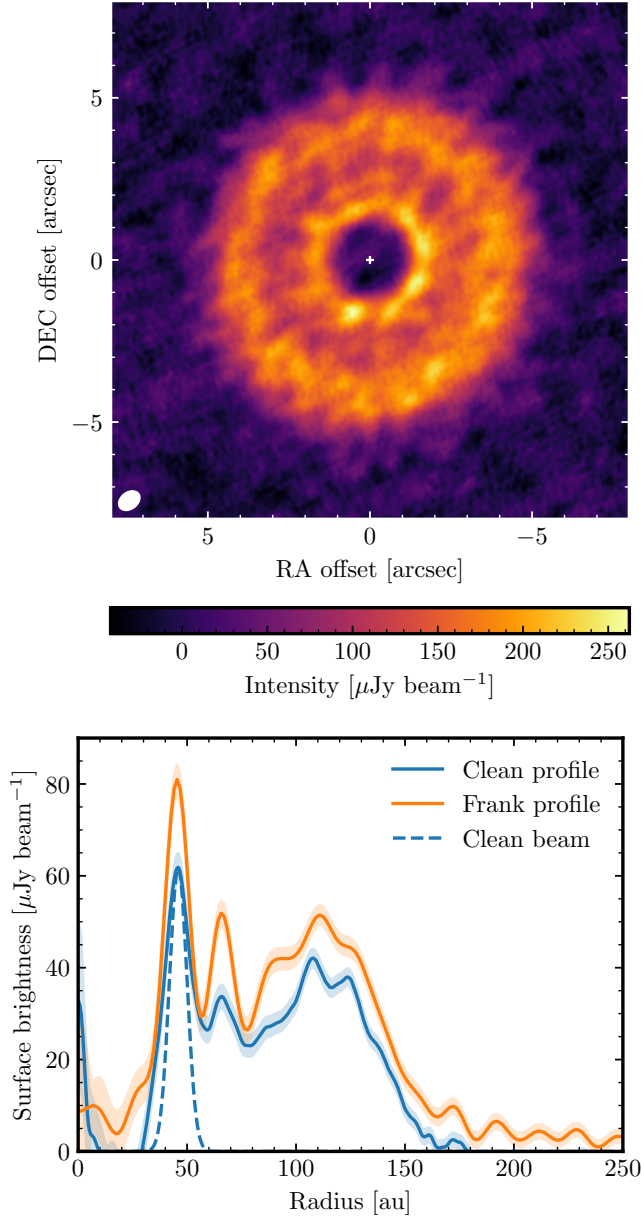 5
0
−5
DEC offset [arcsec]
5 0 −5
RA offset [arcsec]
0 50 100 150 200 250
Intensity [μJy beam⁻¹]
80
60
40
20
0
Surface brightness [μJy beam⁻¹]
Clean profile
Frank profile
Clean beam
0 50 100 150 200 250
Radius [au]